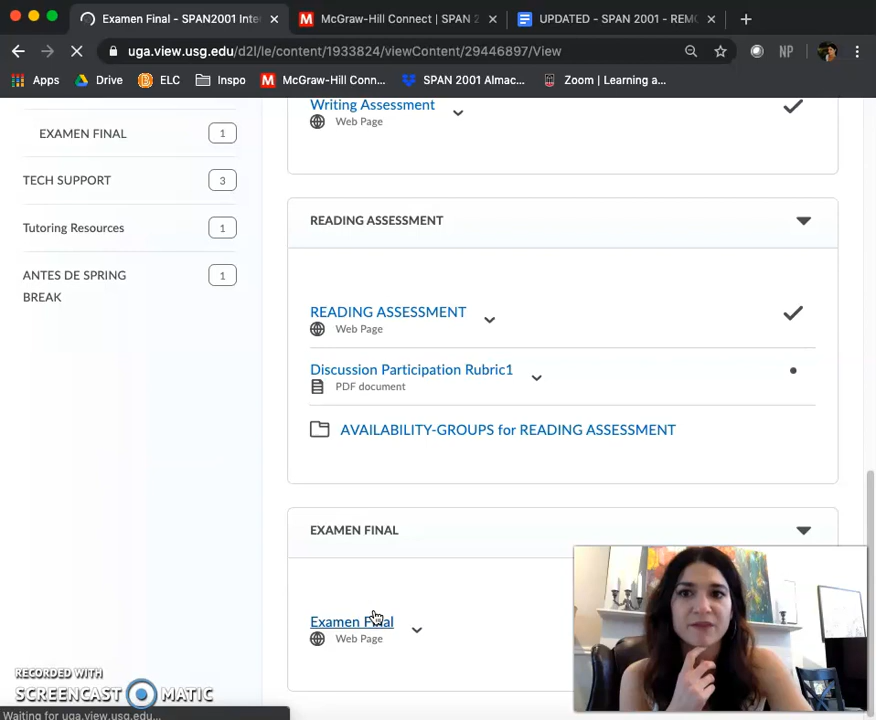 Examen Final - SPAN2001 Inte
McGraw-Hill Connect | SPAN 2
UPDATED - SPAN 2001 - REMO
uga.view.usg.edu/d2l/le/content/1933824/viewContent/29446897/View
NP
Apps
Drive
ELC
Inspo
McGraw-Hill Conn...
SPAN 2001 Almac...
Zoom | Learning a...
EXAMEN FINAL
1
TECH SUPPORT
3
Tutoring Resources
1
ANTES DE SPRING
BREAK
1
Writing Assessment
Web Page
READING ASSESSMENT
READING ASSESSMENT
Web Page
Discussion Participation Rubric1
PDF document
AVAILABILITY-GROUPS for READING ASSESSMENT
EXAMEN FINAL
Examen Final
Web Page
RECORDED WITH
SCREENCAST MATIC
Waiting for uga.view.usg.edu...